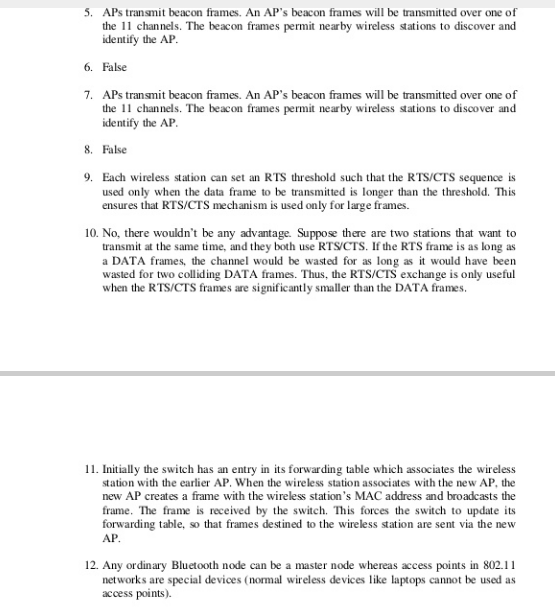 5. APs transmit beacon frames. An AP's beacon frames will be transmitted over one of
the 11 channels. The beacon frames permit nearby wireless stations to discover and
identify the AP.
6. False
7. APs transmit beacon frames. An AP's beacon frames will be transmitted over one of
the 11 channels. The beacon frames permit nearby wireless stations to discover and
identify the AP.
8. False
9. Each wireless station can set an RTS threshold such that the RTS/CTS sequence is
used only when the data frame to be transmitted is longer than the threshold. This
ensures that RTS/CTS mechanism is used only for large frames.
10. No, there wouldn't be any advantage. Suppose there are two stations that want to
transmit at the same time, and they both use RTS/CTS. If the RTS frame is as long as
a DATA frames, the channel would be wasted for as long as it would have been
wasted for two colliding DATA frames. Thus, the RTS/CTS exchange is only useful
when the RTS/CTS frames are significantly smaller than the DATA frames.
11. Initially the switch has an entry in its forwarding table which associates the wireless
station with the earlier AP. When the wireless station associates with the new AP, the
new AP creates a frame with the wireless station's MAC address and broadcasts the
frame. The frame is received by the switch. This forces the switch to update its
forwarding table, so that frames destined to the wireless station are sent via the new
AP.
12. Any ordinary Bluetooth node can be a master node whereas access points in 802.11
networks are special devices (normal wireless devices like laptops cannot be used as
access points).